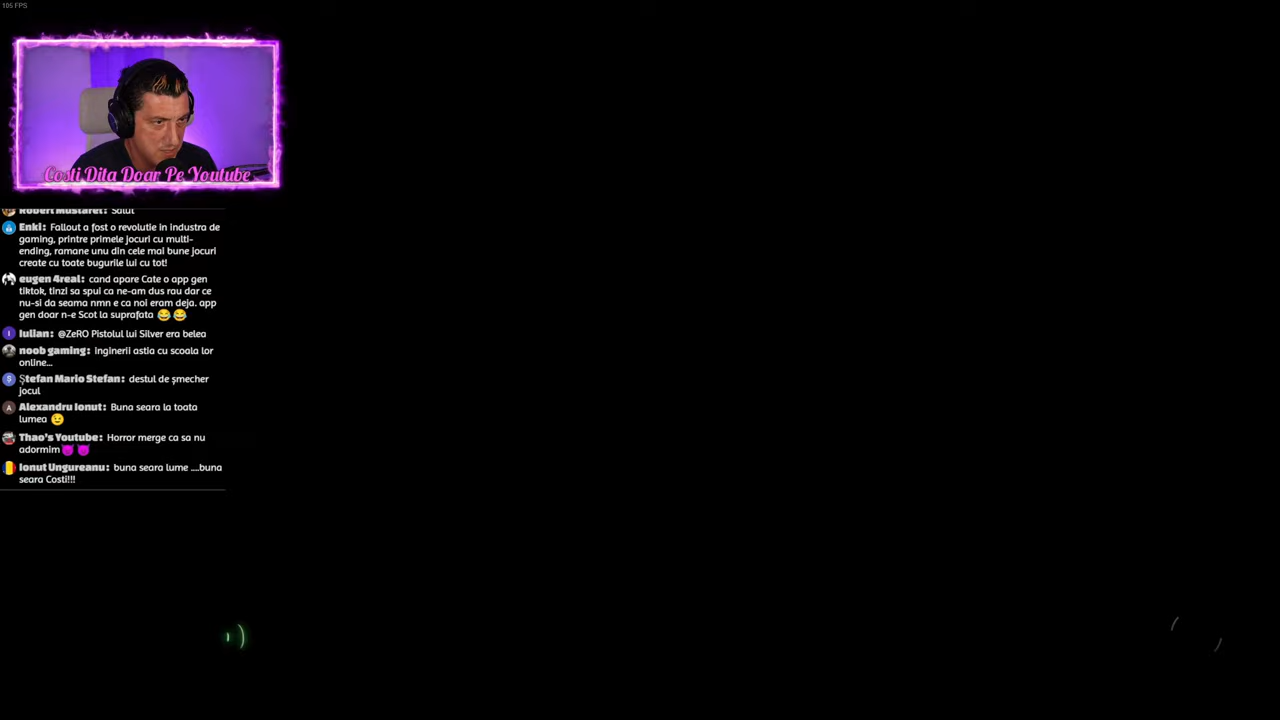 105 FPS
Costi Dita Doar Pe Youtube
Robert Mustaret: Salut
Enki: Fallout a fost o revolutie in industra de
gaming, printre primele jocuri cu multi-
ending, ramane unu din cele mai bune jocuri
create cu toate bugurile lui cu tot!
eugen 4real: cand apare Cate o app gen
tiktok, tinzi sa spui ca ne-am dus rau dar ce
nu-si da seama nmn e ca noi eram deja. app
gen doar n-e Scot la suprafata 😂 😂
Iulian: @ZeRO Pistolul lui Silver era belea
noob gaming: inginerii astia cu scoala lor
online...
Ștefan Mario Stefan: destul de șmecher
jocul
Alexandru Ionut: Buna seara la toata
lumea 😉
Thao's Youtube: Horror merge ca sa nu
adormim😈 😈
Ionut Ungureanu: buna seara lume ....buna
seara Costi!!!